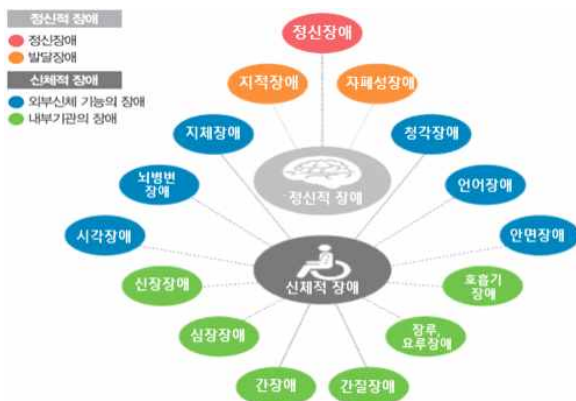 정신적 장애
정신장애
발달장애
신체적 장애
외부신체 기능의 장애
내부기관의 장애
정신장애
지적장애
자폐성장애
지체장애
청각장애
정신적 장애
뇌병변
장애
언어장애
시각장애
안면장애
신체적 장애
신장장애
호흡기
장애
심장장애
장루,
요루장애
간장애
간질장애